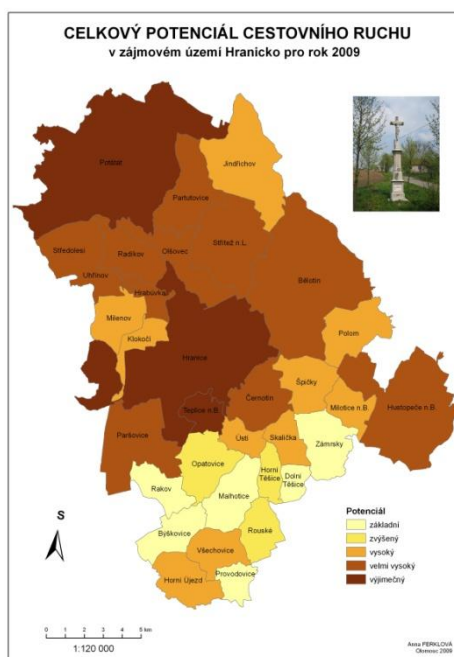 CELKOVÝ POTENCIÁL CESTOVNÍHO RUCHU
v zájmovém území Hranicko pro rok 2009
Jindřichov
Partutovice
Střítež n.L.
Středolesí
Radíkov
Olšovec
Uhřínov
Bělotín
Hrabůvka
Milenov
Klokočí
Polom
Hranice
Špičky
Černotín
Hustopeče n.B.
Teplice n.B.
Milotice n.B.
Paršovice
Ústí
Skalička
Zámrsky
Opatovice
Horní
Těšice
Dolní
Těšice
Rakov
Malhotice
Býškovice
Rouské
Všechovice
Horní Újezd
Provodovice
Potenciál
základní
zvýšený
vysoký
velmi vysoký
výjimečný
S
0 1 2 3 4 5 km
1:120 000
Anna PERKLOVÁ